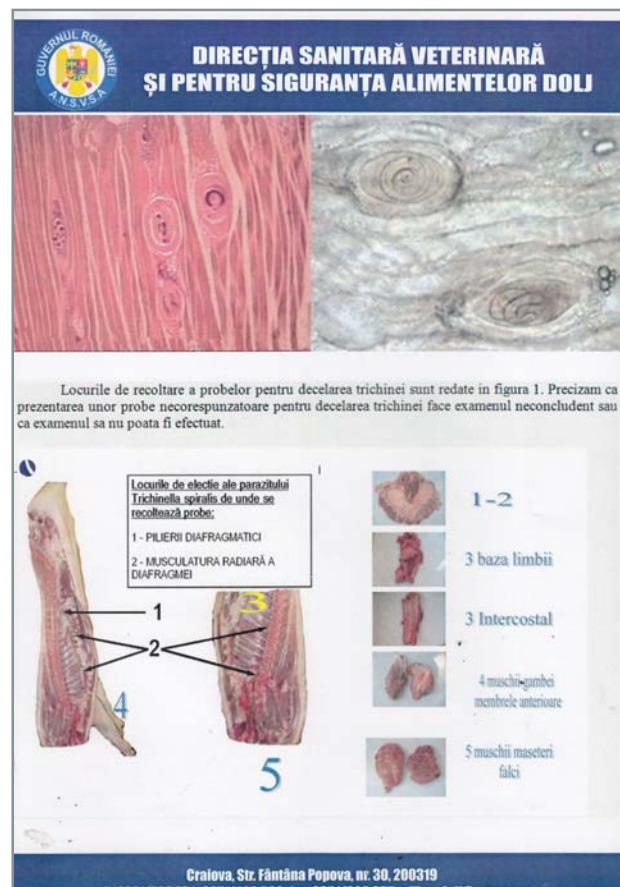 GUVERNUL ROMÂNIEI
A.N.S.V.S.A
DIRECȚIA SANITARĂ VETERINARĂ
ȘI PENTRU SIGURANȚA ALIMENTELOR DOLJ
Locurile de recoltare a probelor pentru decelarea trichinei sunt redate in figura 1. Precizam ca
prezentarea unor probe necorespunzatoare pentru decelarea trichinei face examenul neconcludent sau
ca examenul sa nu poata fi efectuat.
Locurile de electie ale parazitului
Trichinella spiralis de unde se
recoltează probe:
1 - PILIERII DIAFRAGMATICI
2 - MUSCULATURA RADIARĂ A
DIAFRAGMEI
1
2
3
4
5
1-2
3 baza limbii
3 Intercostal
4 muschii gambei
membrele anterioare
5 muschii maseteri
falci
Craiova, Str. Fântâna Popova, nr. 30, 200319